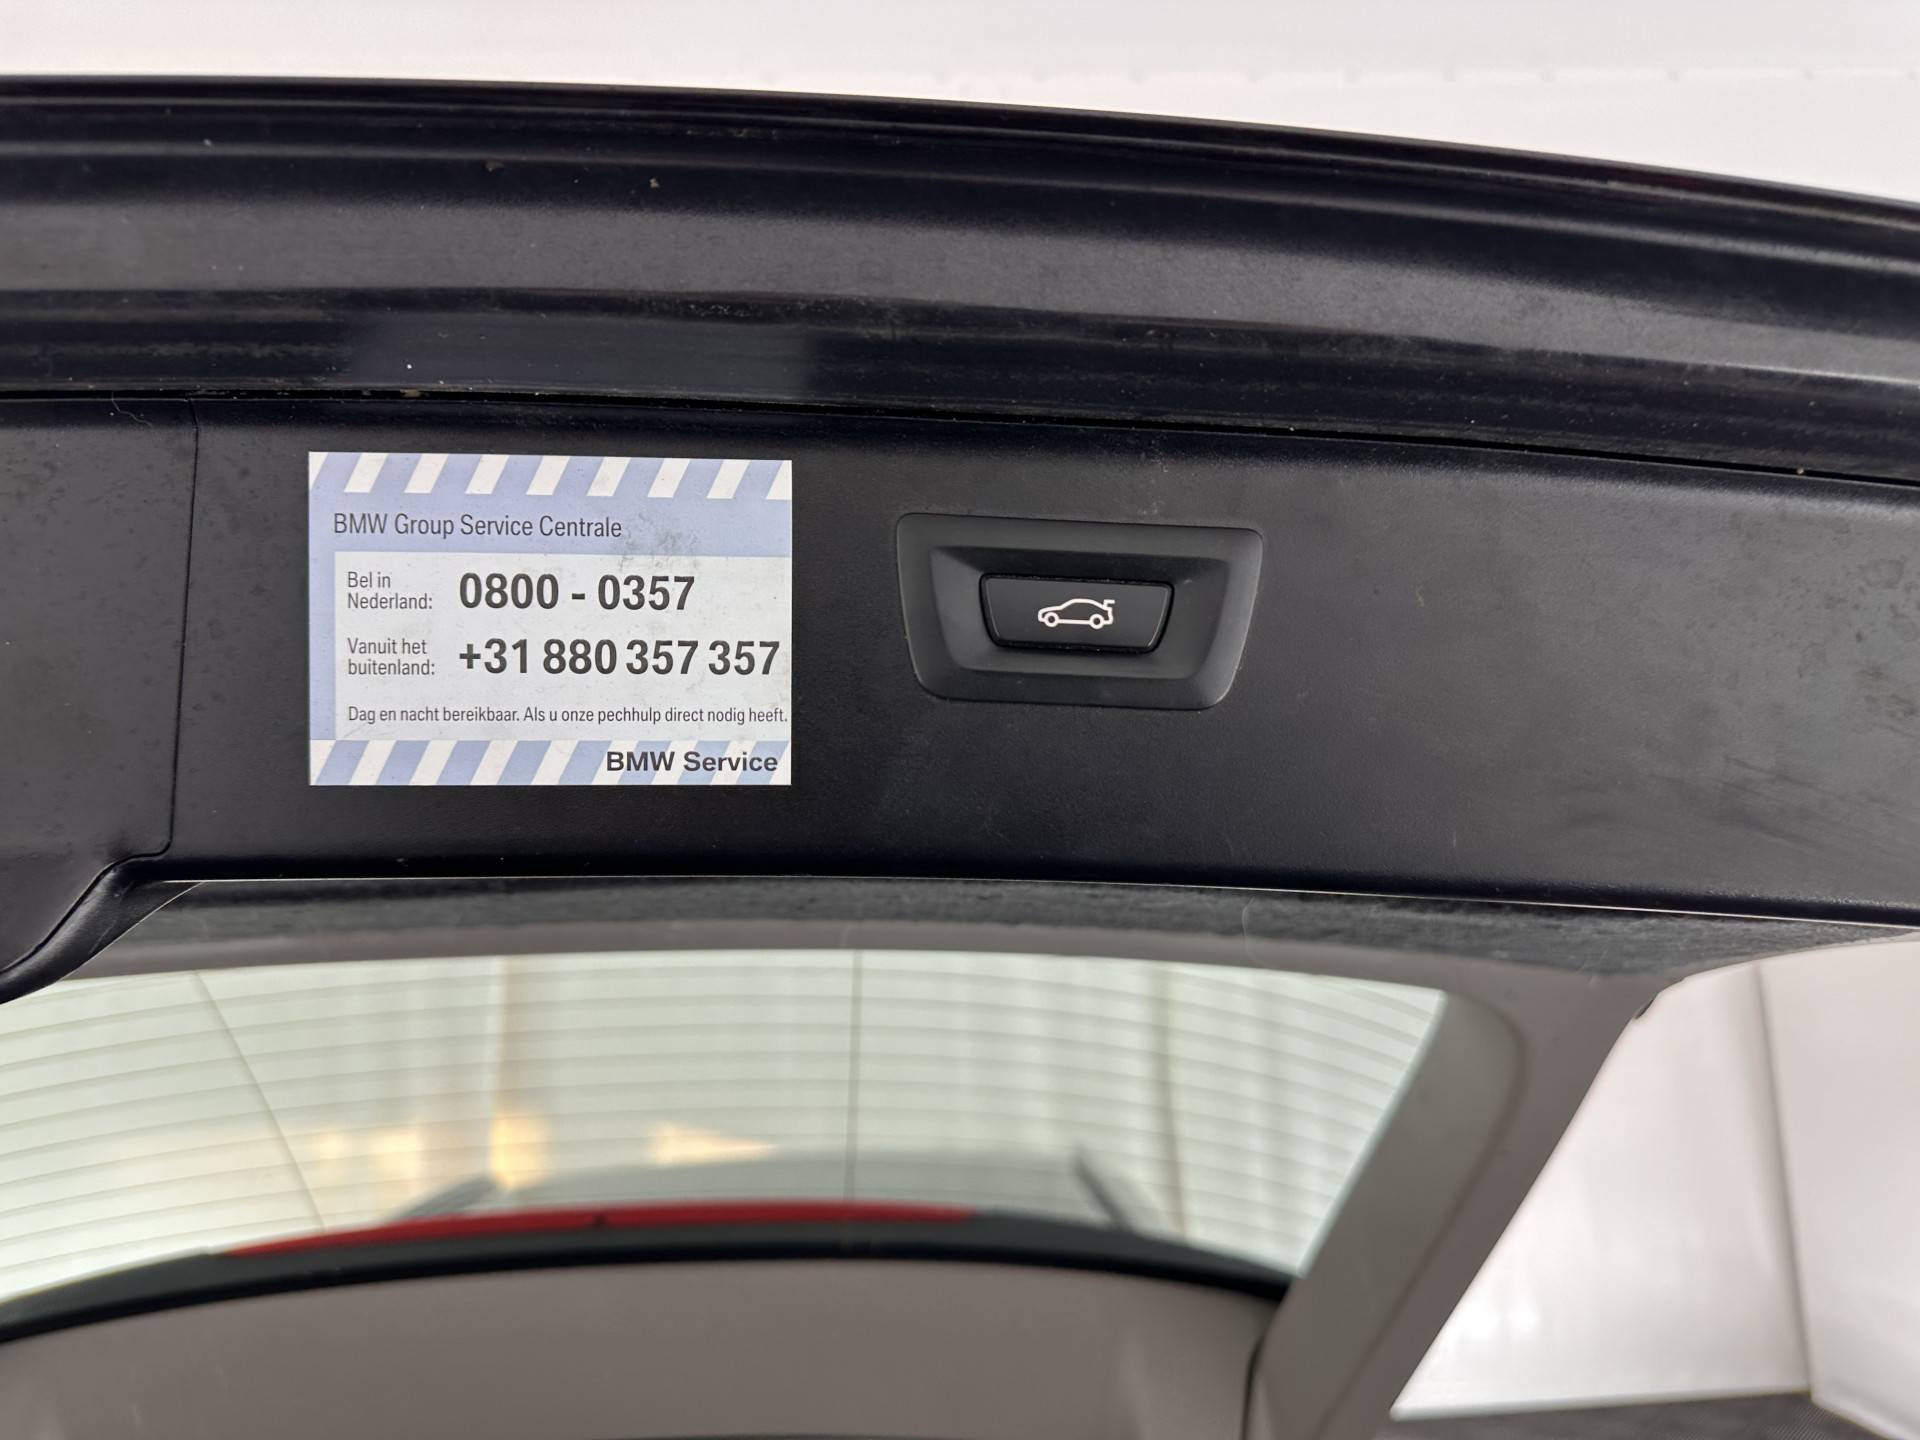 BMW Group Service Centrale
Bel in
Nederland: 0800 - 0357
Vanuit het
buitenland: +31 880 357 357
Dag en nacht bereikbaar. Als u onze pechhulp direct nodig heeft.
BMW Service